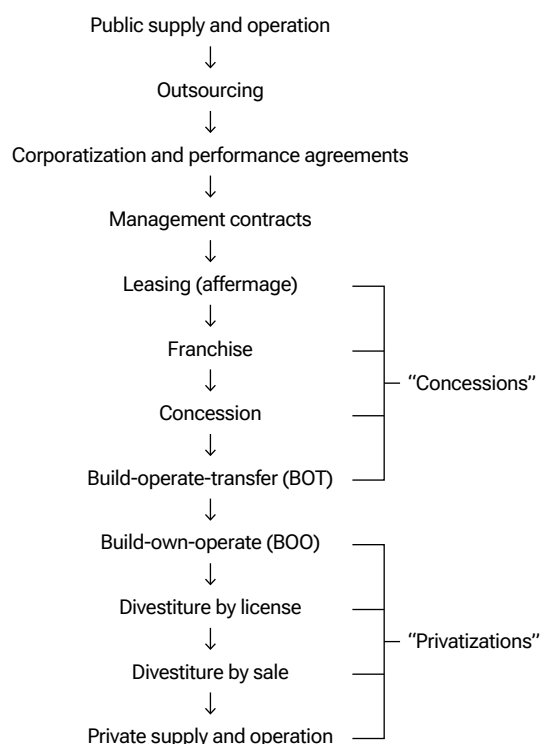 Public supply and operation
Outsourcing
Corporatization and performance agreements
Management contracts
Leasing (affermage)
Franchise
“Concessions”
Concession
Build-operate-transfer (BOT)
Build-own-operate (BOO)
Divestiture by license
“Privatizations”
Divestiture by sale
Private supply and operation